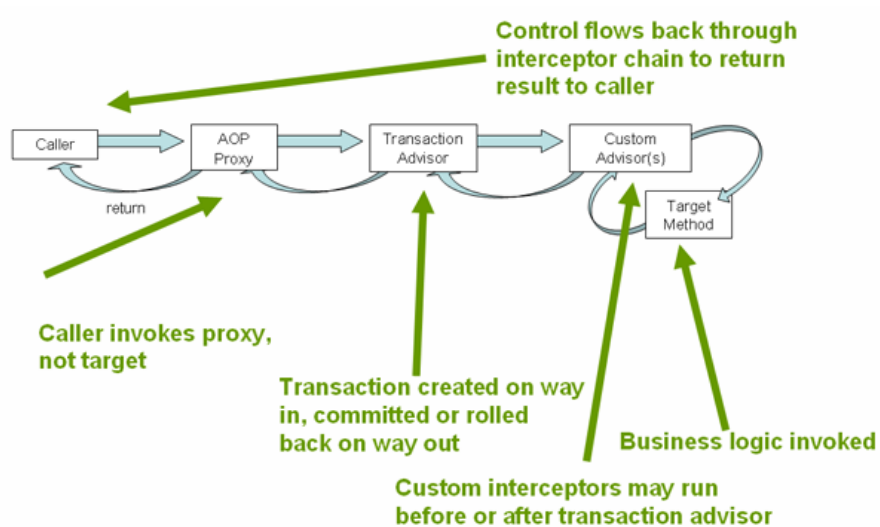 Control flows back through
interceptor chain to return
result to caller
Caller
AOP
Proxy
Transaction
Advisor
Custom
Advisor(s)
return
Target
Method
Caller invokes proxy,
not target
Transaction created on way
in, committed or rolled
back on way out
Business logic invoked
Custom interceptors may run
before or after transaction advisor